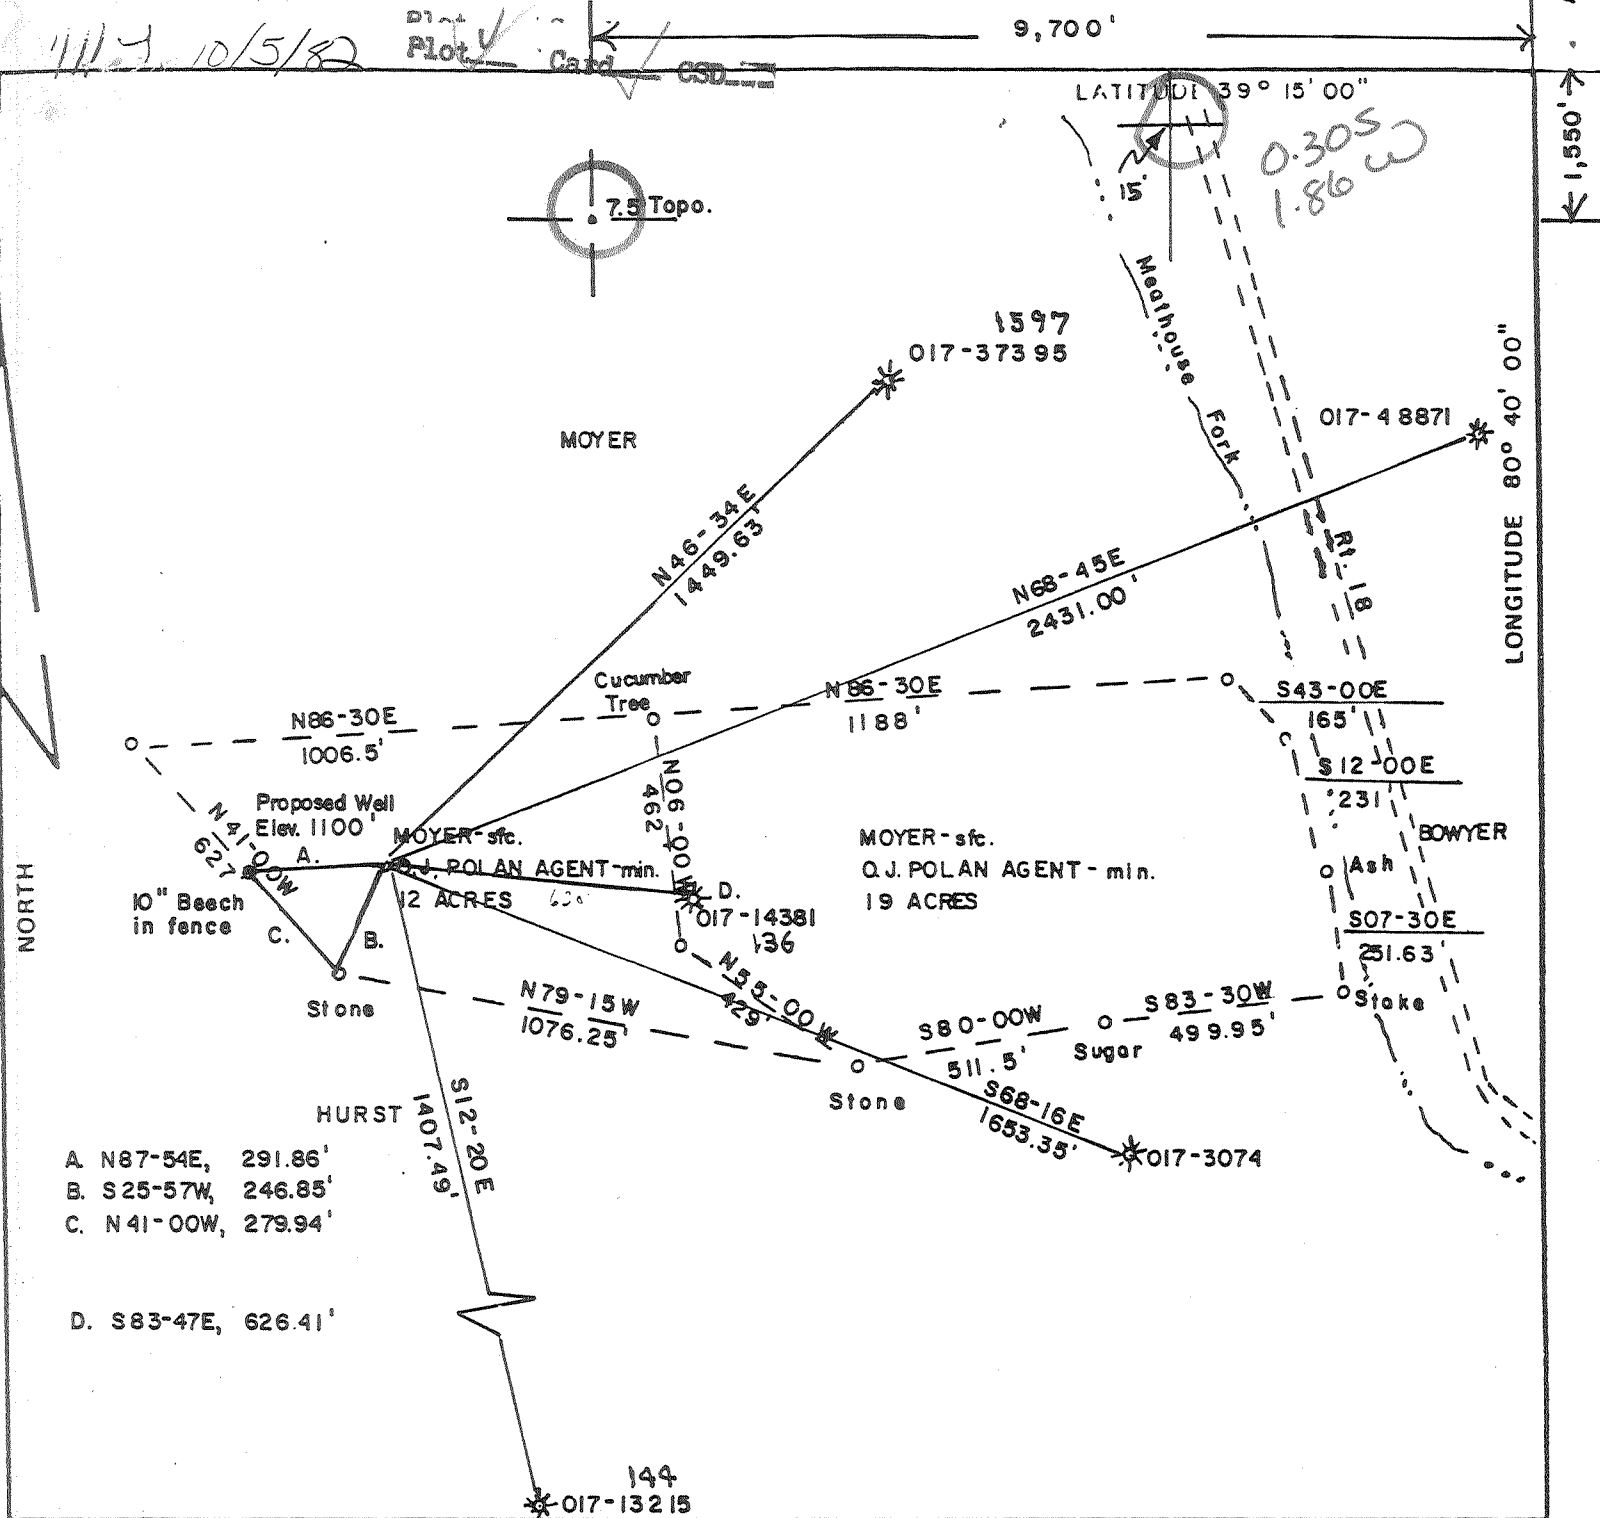 10/5/82
Plot
Plot
Card
CSD
9,700'
LATITUDE 39° 15' 00"
1,550'
0.30S
1.86 W
15'
7.5 Topo.
Meathouse Fork
1597
017-37395
LONGITUDE 80° 40' 00"
017-48871
MOYER
N46-34E
1449.63'
Rt. 18
N68-45E
2431.00'
Cucumber
Tree
N86-30E
1188'
S43-00E
165'
N86-30E
1006.5'
S12-00E
231'
N06-00W
462
Proposed Well
Elev. 1100'
N41-00W
627
A.
MOYER-sfc.
O.J. POLAN AGENT-min.
12 ACRES
MOYER-sfc.
O.J. POLAN AGENT-min.
19 ACRES
BOWYER
Ash
NORTH
10" Beech
in fence
C.
B.
D.
017-14381
136
S07-30E
251.63'
N55-00W
429'
Stone
N79-15W
1076.25'
S80-00W
511.5'
Sugar
S83-30W
499.95'
Stake
Stone
S68-16E
1653.35'
017-3074
HURST
S12-20E
1407.49'
A. N87-54E, 291.86'
B. S25-57W, 246.85'
C. N41-00W, 279.94'
D. S83-47E, 626.41'
144
017-13215